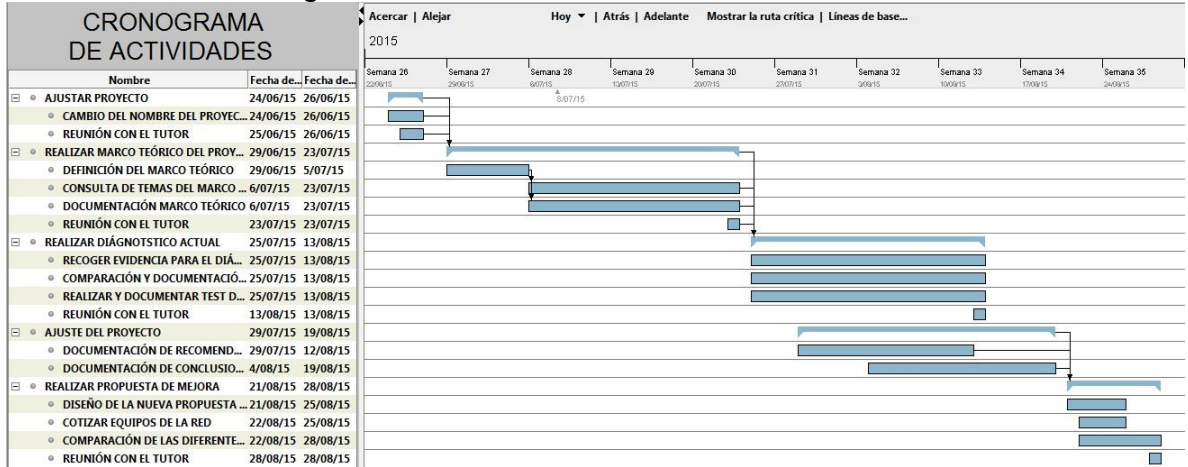 CRONOGRAMA
DE ACTIVIDADES
Acercar | Alejar Hoy ▼ | Atrás | Adelante Mostrar la ruta crítica | Líneas de base...
2015
Nombre Fecha de... Fecha de...
Semana 26 Semana 27 Semana 28 Semana 29 Semana 30 Semana 31 Semana 32 Semana 33 Semana 34 Semana 35
22/06/15 29/06/15 6/07/15 13/07/15 20/07/15 27/07/15 3/08/15 10/08/15 17/08/15 24/08/15
8/07/15
AJUSTAR PROYECTO 24/06/15 26/06/15
CAMBIO DEL NOMBRE DEL PROYEC... 24/06/15 26/06/15
REUNIÓN CON EL TUTOR 25/06/15 26/06/15
REALIZAR MARCO TEÓRICO DEL PROY... 29/06/15 23/07/15
DEFINICIÓN DEL MARCO TEÓRICO 29/06/15 5/07/15
CONSULTA DE TEMAS DEL MARCO ... 6/07/15 23/07/15
DOCUMENTACIÓN MARCO TEÓRICO 6/07/15 23/07/15
REUNIÓN CON EL TUTOR 23/07/15 23/07/15
REALIZAR DIÁGNOTSTICO ACTUAL 25/07/15 13/08/15
RECOGER EVIDENCIA PARA EL DIÁ... 25/07/15 13/08/15
COMPARACIÓN Y DOCUMENTACIÓ... 25/07/15 13/08/15
REALIZAR Y DOCUMENTAR TEST D... 25/07/15 13/08/15
REUNIÓN CON EL TUTOR 13/08/15 13/08/15
AJUSTE DEL PROYECTO 29/07/15 19/08/15
DOCUMENTACIÓN DE RECOMEND... 29/07/15 12/08/15
DOCUMENTACIÓN DE CONCLUSIO... 4/08/15 19/08/15
REALIZAR PROPUESTA DE MEJORA 21/08/15 28/08/15
DISEÑO DE LA NUEVA PROPUESTA ... 21/08/15 25/08/15
COTIZAR EQUIPOS DE LA RED 22/08/15 25/08/15
COMPARACIÓN DE LAS DIFERENTE... 22/08/15 28/08/15
REUNIÓN CON EL TUTOR 28/08/15 28/08/15